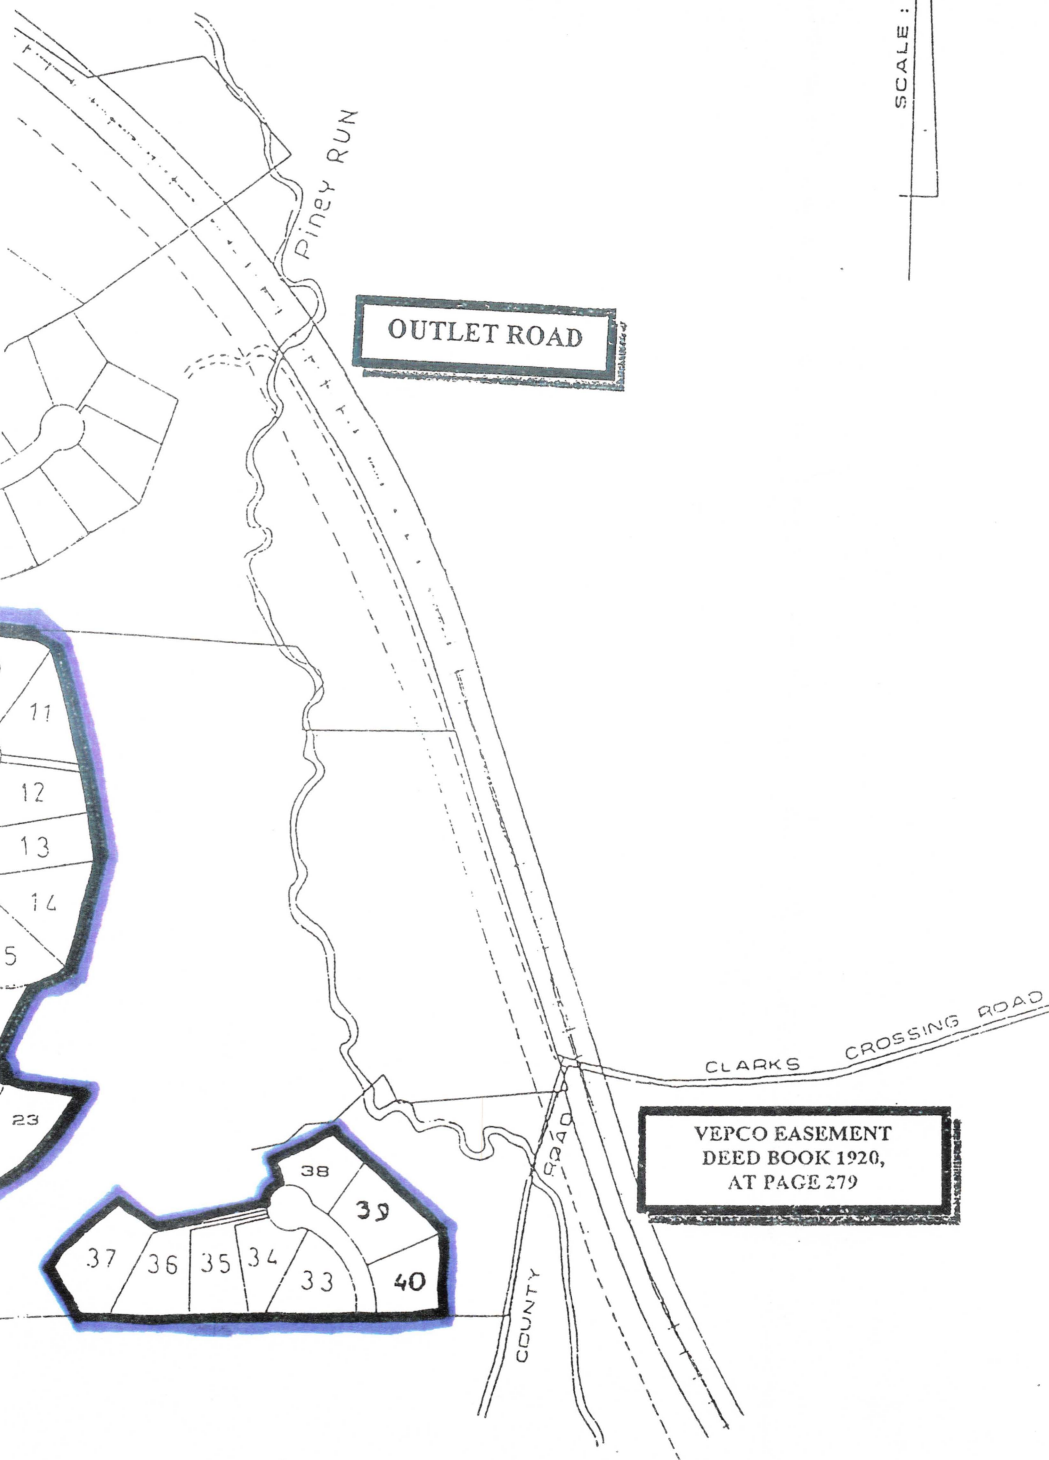 SCALE :
Piney RUN
OUTLET ROAD
11
12
13
14
5
23
CLARKS CROSSING ROAD
VEPCO EASEMENT
DEED BOOK 1920,
AT PAGE 279
COUNTY ROAD
38
39
40
37
36
35
34
33